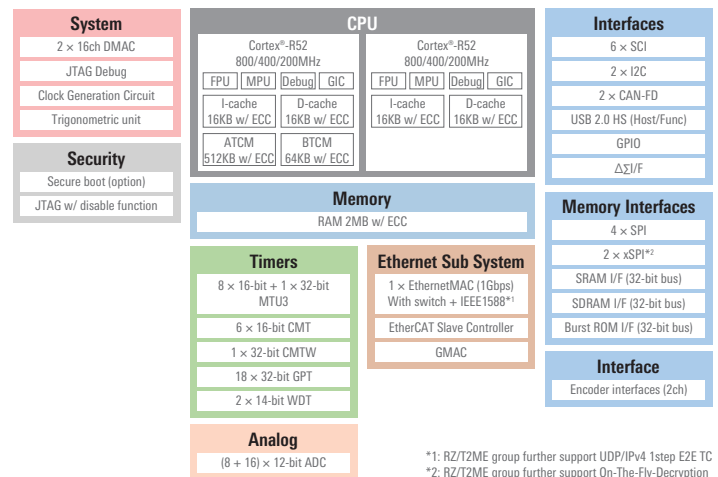 System
2 × 16ch DMAC
JTAG Debug
Clock Generation Circuit
Trigonometric unit
Security
Secure boot (option)
JTAG w/ disable function
CPU
Cortex®-R52
800/400/200MHz
FPU MPU Debug GIC
I-cache
16KB w/ ECC
D-cache
16KB w/ ECC
ATCM
512KB w/ ECC
BTCM
64KB w/ ECC
Cortex®-R52
800/400/200MHz
FPU MPU Debug GIC
I-cache
16KB w/ ECC
D-cache
16KB w/ ECC
Memory
RAM 2MB w/ ECC
Timers
8 × 16-bit + 1 × 32-bit
MTU3
6 × 16-bit CMT
1 × 32-bit CMTW
18 × 32-bit GPT
2 × 14-bit WDT
Analog
(8 + 16) × 12-bit ADC
Ethernet Sub System
1 × EthernetMAC (1Gbps)
With switch + IEEE1588*1
EtherCAT Slave Controller
GMAC
Interfaces
6 × SCI
2 × I2C
2 × CAN-FD
USB 2.0 HS (Host/Func)
GPIO
Δ∑I/F
Memory Interfaces
4 × SPI
2 × xSPI*2
SRAM I/F (32-bit bus)
SDRAM I/F (32-bit bus)
Burst ROM I/F (32-bit bus)
Interface
Encoder interfaces (2ch)
*1: RZ/T2ME group further support UDP/IPv4 1step E2E TC
*2: RZ/T2ME group further support On-The-Fly-Decryption